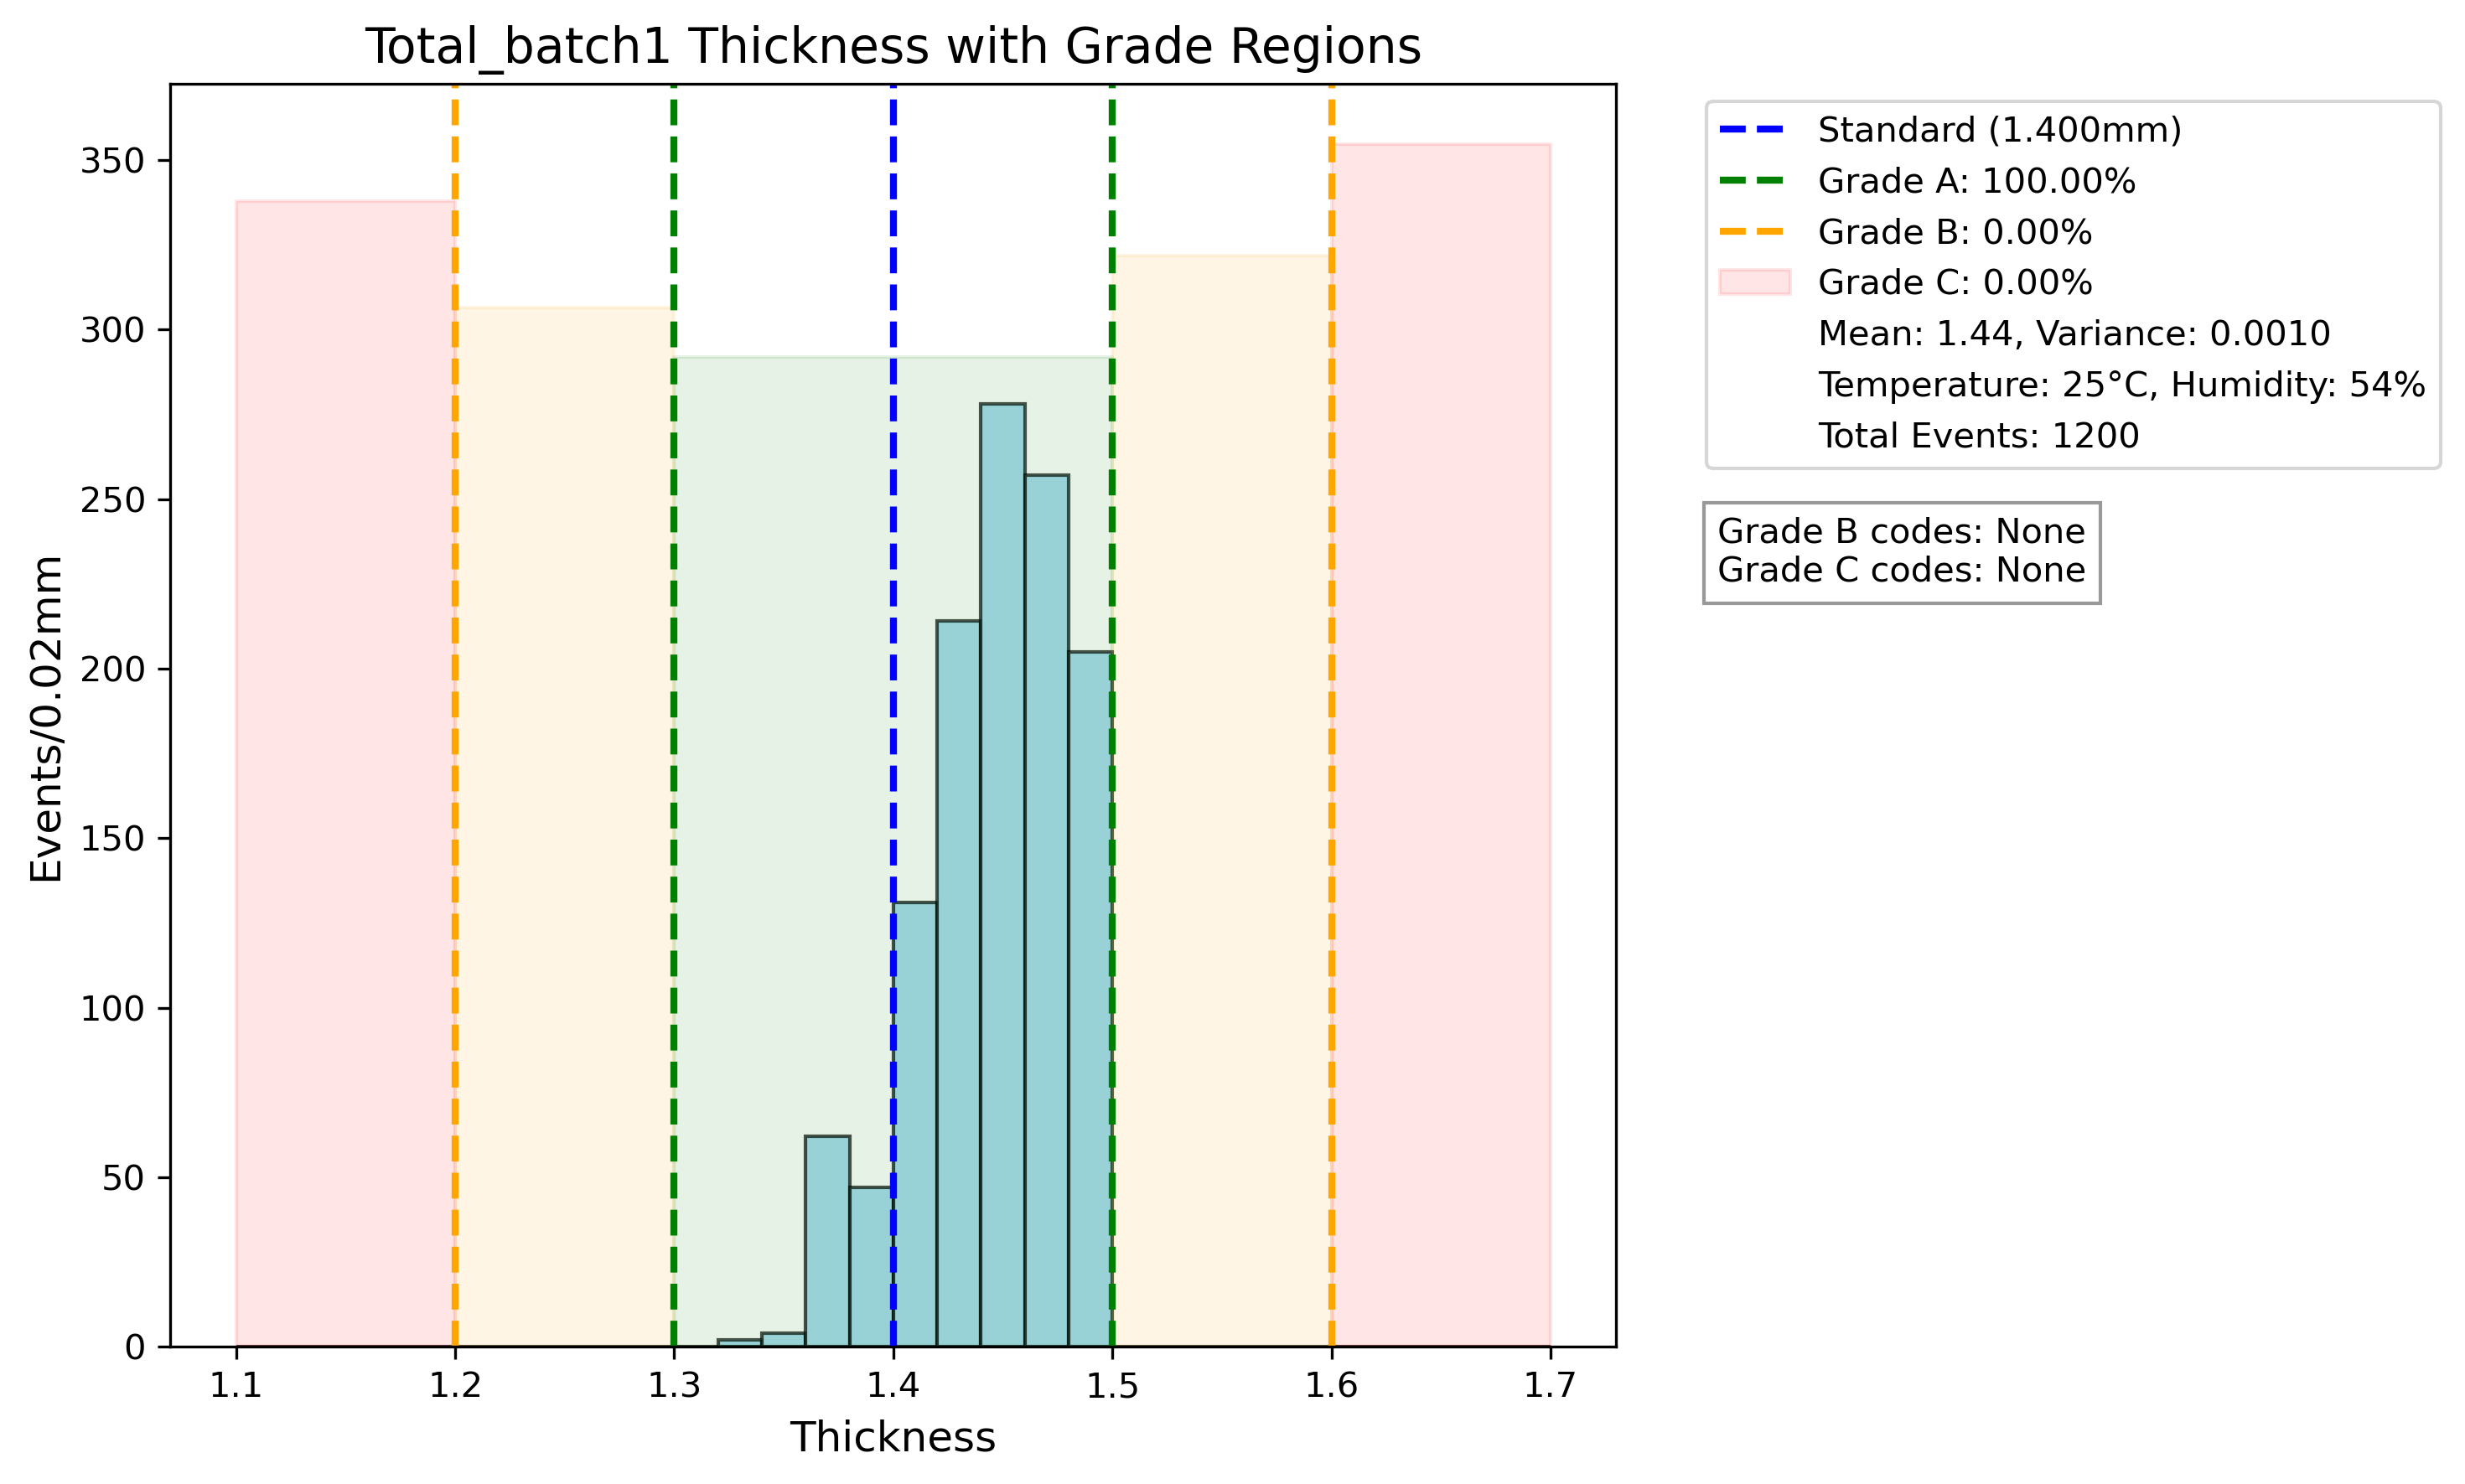 Total_batch1 Thickness with Grade Regions
Events/0.02mm
350
300
250
200
150
100
50
0
1.1 1.2 1.3 1.4 1.5 1.6 1.7
Thickness
Standard (1.400mm)
Grade A: 100.00%
Grade B: 0.00%
Grade C: 0.00%
Mean: 1.44, Variance: 0.0010
Temperature: 25°C, Humidity: 54%
Total Events: 1200
Grade B codes: None
Grade C codes: None